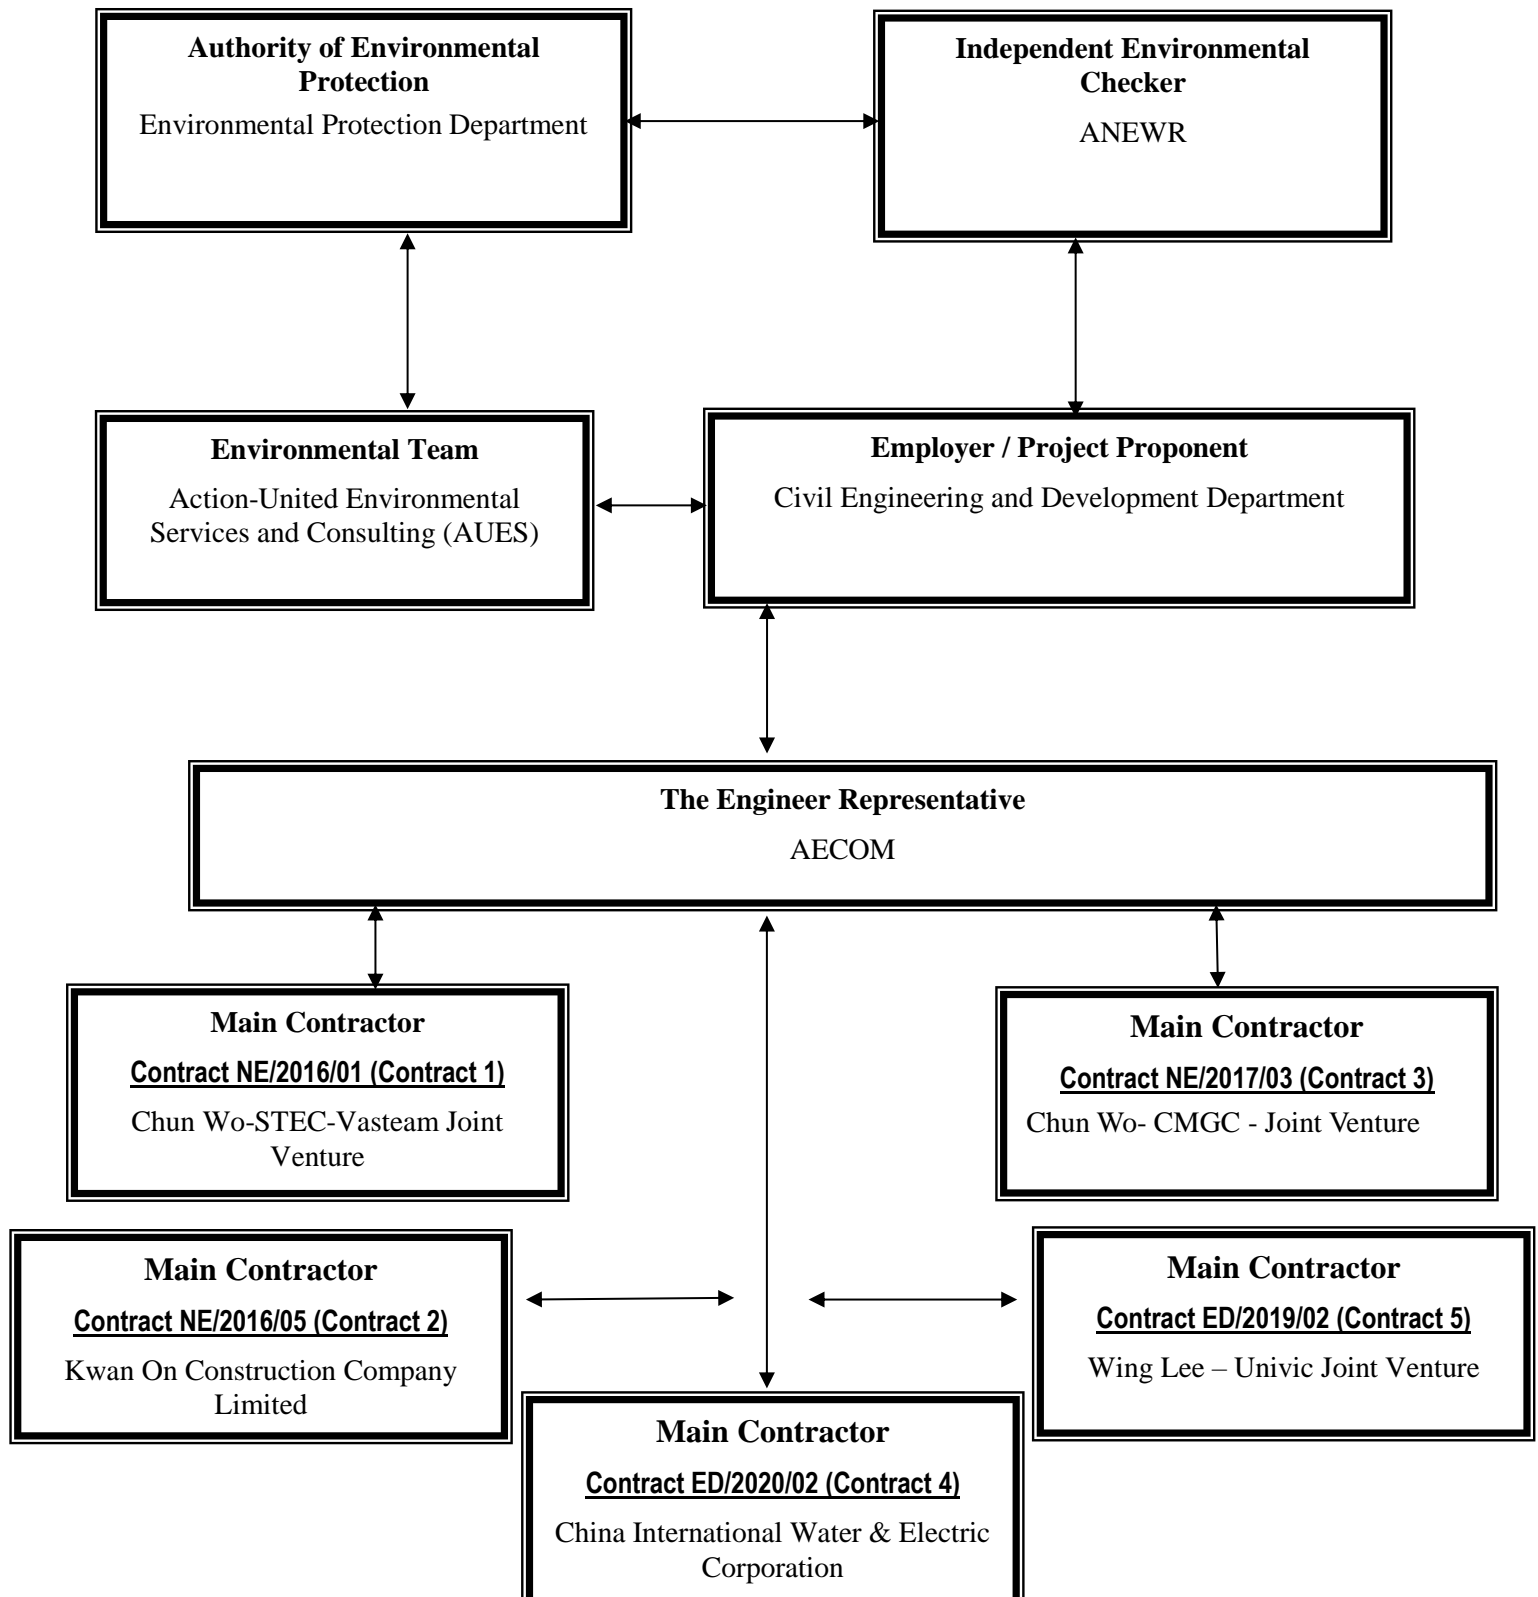 Authority of Environmental
Protection
Environmental Protection Department
Independent Environmental
Checker
ANEWR
Environmental Team
Action-United Environmental
Services and Consulting (AUES)
Employer / Project Proponent
Civil Engineering and Development Department
The Engineer Representative
AECOM
Main Contractor
Contract NE/2016/01 (Contract 1)
Chun Wo-STEC-Vasteam Joint
Venture
Main Contractor
Contract NE/2017/03 (Contract 3)
Chun Wo- CMGC - Joint Venture
Main Contractor
Contract NE/2016/05 (Contract 2)
Kwan On Construction Company
Limited
Main Contractor
Contract ED/2019/02 (Contract 5)
Wing Lee – Univic Joint Venture
Main Contractor
Contract ED/2020/02 (Contract 4)
China International Water & Electric
Corporation